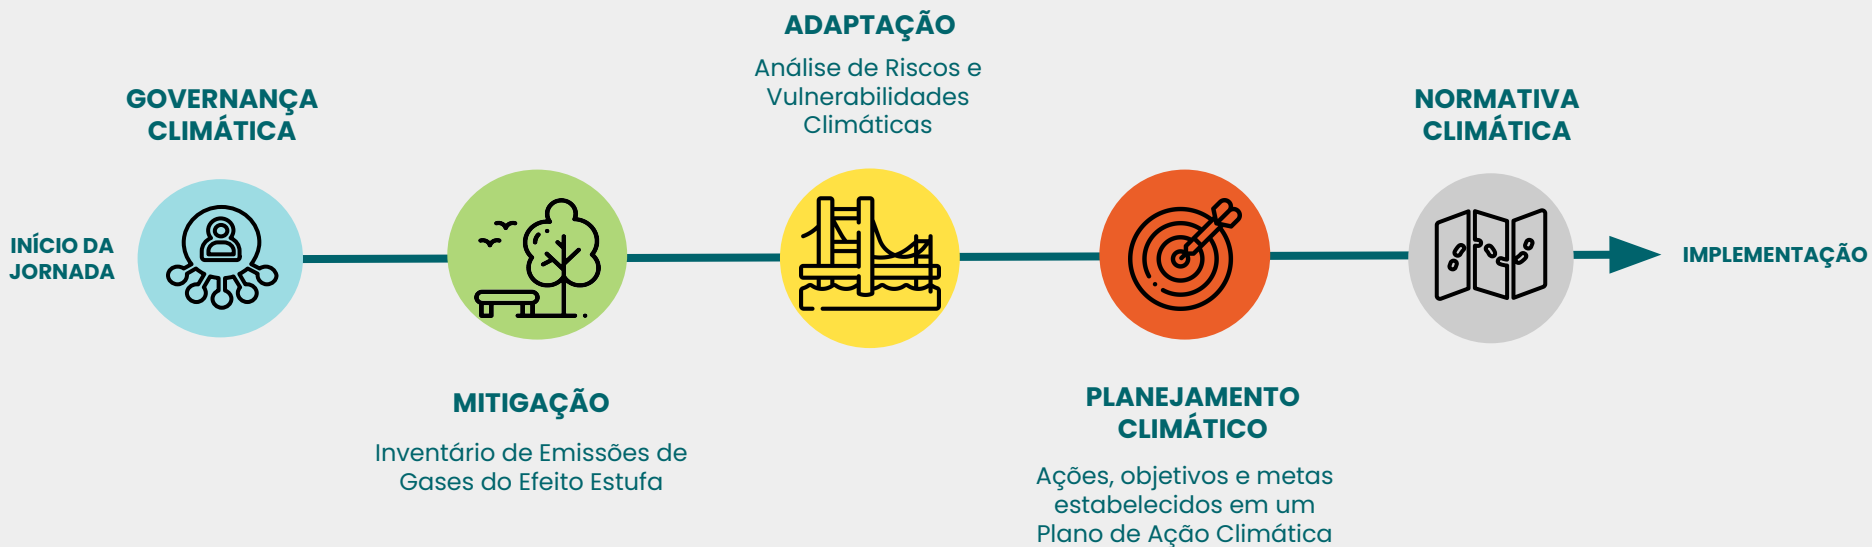 INÍCIO DA
JORNADA
GOVERNANÇA
CLIMÁTICA
MITIGAÇÃO
Inventário de Emissões de
Gases do Efeito Estufa
ADAPTAÇÃO
Análise de Riscos e
Vulnerabilidades
Climáticas
PLANEJAMENTO
CLIMÁTICO
Ações, objetivos e metas
estabelecidos em um
Plano de Ação Climática
NORMATIVA
CLIMÁTICA
IMPLEMENTAÇÃO